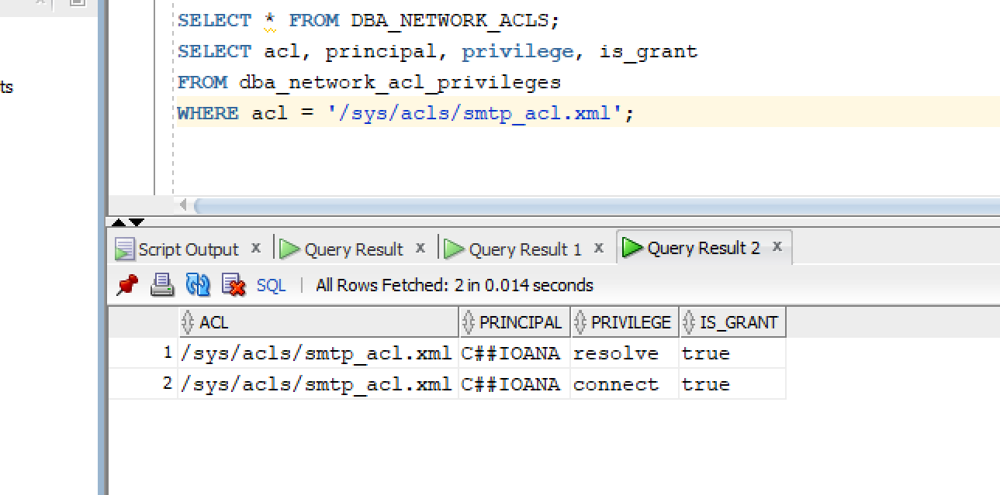 SELECT * FROM DBA_NETWORK_ACLS;
SELECT acl, principal, privilege, is_grant
ts
FROM dba_network_acl_privileges
WHERE acl = '/sys/acls/smtp_acl.xml';
Script Output x Query Result x Query Result 1 x Query Result 2 x
SQL | All Rows Fetched: 2 in 0.014 seconds
ACL PRINCIPAL PRIVILEGE IS_GRANT
1 /sys/acls/smtp_acl.xml C##IOANA resolve true
2 /sys/acls/smtp_acl.xml C##IOANA connect true